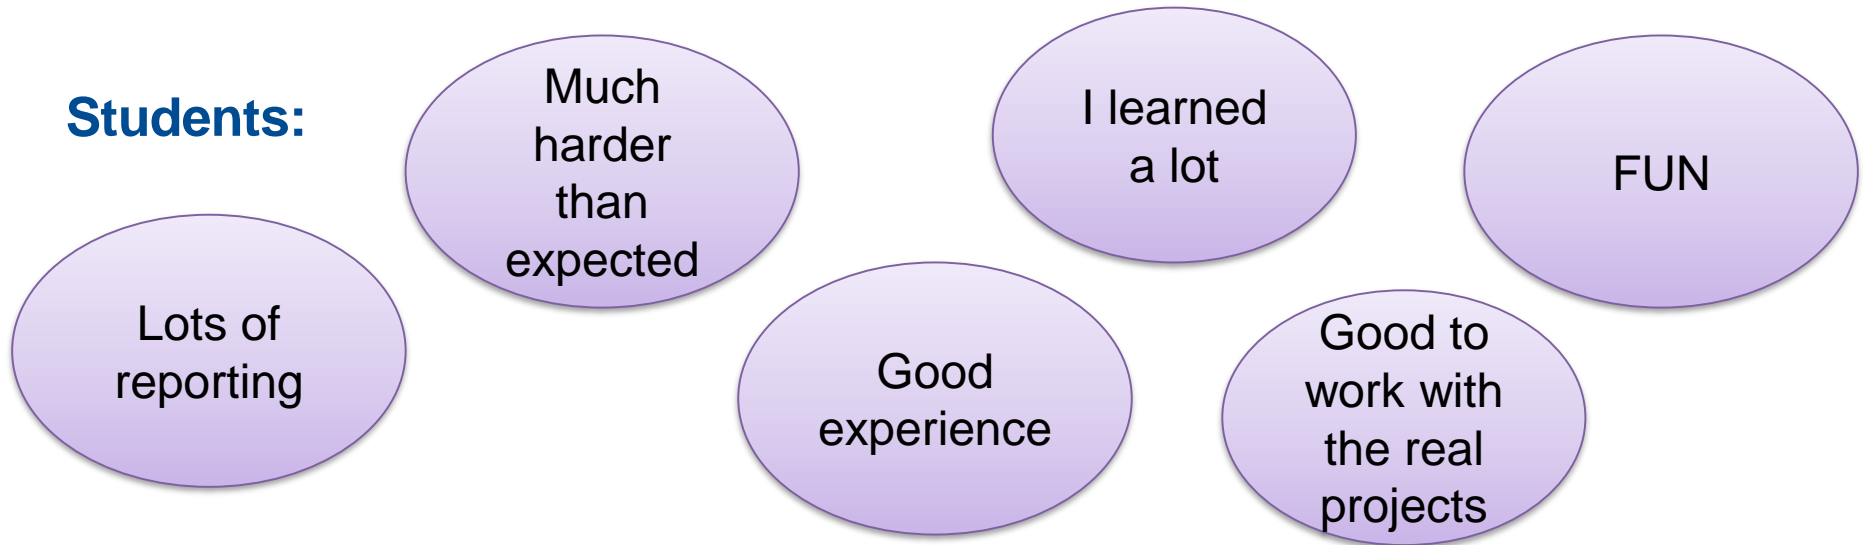 Students:
Much
harder
than
expected
I learned
a lot
FUN
Lots of
reporting
Good
experience
Good to
work with
the real
projects